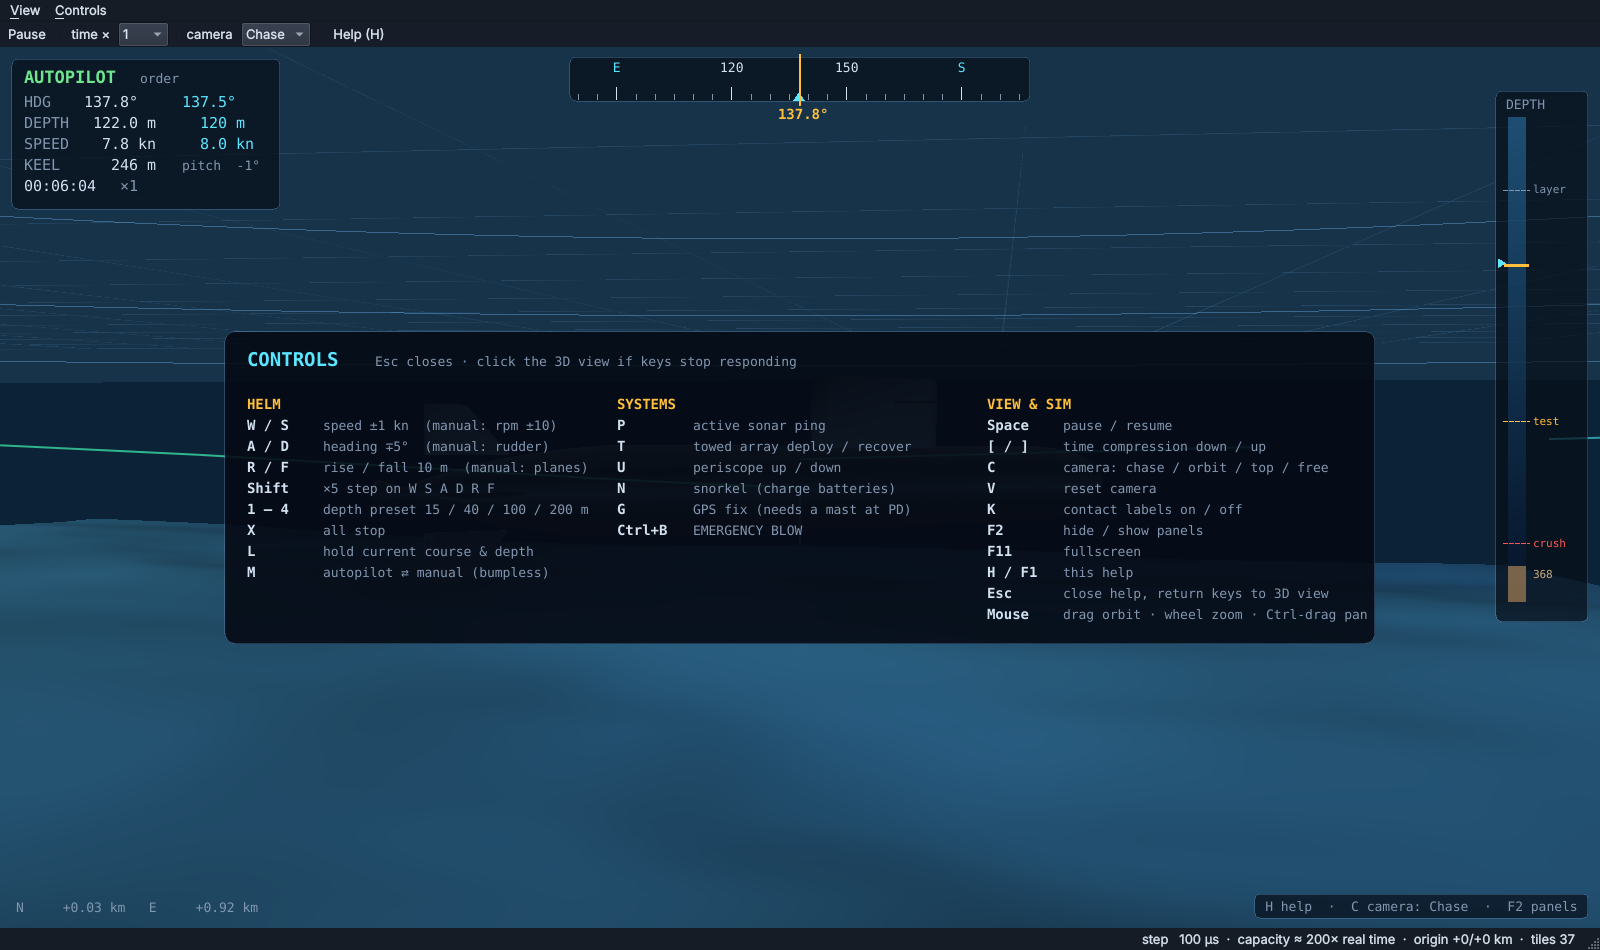 View Controls
Pause time × 1 camera Chase Help (H)
AUTOPILOT order
HDG 137.8° 137.5°
DEPTH 122.0 m 120 m
SPEED 7.8 kn 8.0 kn
KEEL 246 m pitch -1°
00:06:04 ×1
E 120 150 S
137.8°
DEPTH
layer
test
crush
368
CONTROLS Esc closes · click the 3D view if keys stop responding
HELM
W / S speed ±1 kn (manual: rpm ±10)
A / D heading ∓5° (manual: rudder)
R / F rise / fall 10 m (manual: planes)
Shift ×5 step on W S A D R F
1 – 4 depth preset 15 / 40 / 100 / 200 m
X all stop
L hold current course & depth
M autopilot ⇄ manual (bumpless)
SYSTEMS
P active sonar ping
T towed array deploy / recover
U periscope up / down
N snorkel (charge batteries)
G GPS fix (needs a mast at PD)
Ctrl+B EMERGENCY BLOW
VIEW & SIM
Space pause / resume
[ / ] time compression down / up
C camera: chase / orbit / top / free
V reset camera
K contact labels on / off
F2 hide / show panels
F11 fullscreen
H / F1 this help
Esc close help, return keys to 3D view
Mouse drag orbit · wheel zoom · Ctrl-drag pan
N +0.03 km E +0.92 km
H help · C camera: Chase · F2 panels
step 100 µs · capacity ≈ 200× real time · origin +0/+0 km · tiles 37